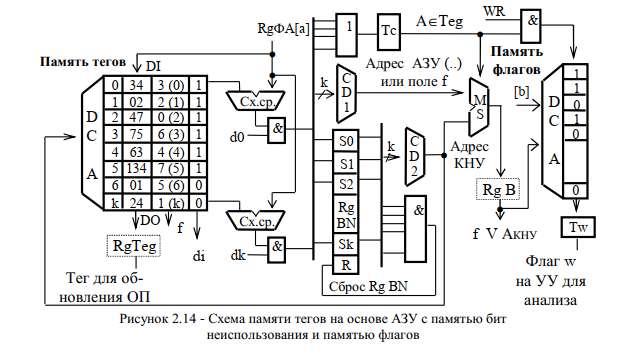 RgФА[a]
1
Tc
A∈Teg
WR
&
Память тегов
DI
Адрес АЗУ (..)
или поле f
Память
флагов
0 34 3 (0) 1
1 02 2 (1) 1
2 47 0 (2) 1
3 75 6 (3) 1
4 63 4 (4) 1
5 134 7 (5) 1
6 01 5 (6) 0
k 24 1 (k) 0
D
C
A
Сх.ср.
&
d0
Сх.ср.
&
dk
k
C
D
1
S0
S1
S2
Rg
BN
Sk
R
k
C
D
2
&
MS
Адрес
КНУ
[b]
D
C
A
1
1
0
1
0
0
Rg B
DO
f
di
RgTeg
Сброс Rg BN
f V Aкну
Tw
Тег для об-
новления ОП
Флаг w
на УУ для
анализа
Рисунок 2.14 - Схема памяти тегов на основе АЗУ с памятью бит
неиспользования и памятью флагов